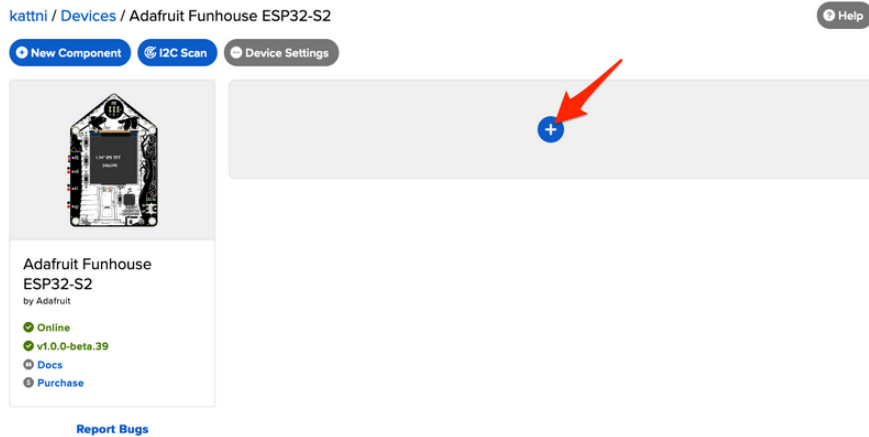 kattni / Devices / Adafruit Funhouse ESP32-S2
Help
New Component
I2C Scan
Device Settings
Adafruit Funhouse
ESP32-S2
by Adafruit
Online
v1.0.0-beta.39
Docs
Purchase
Report Bugs